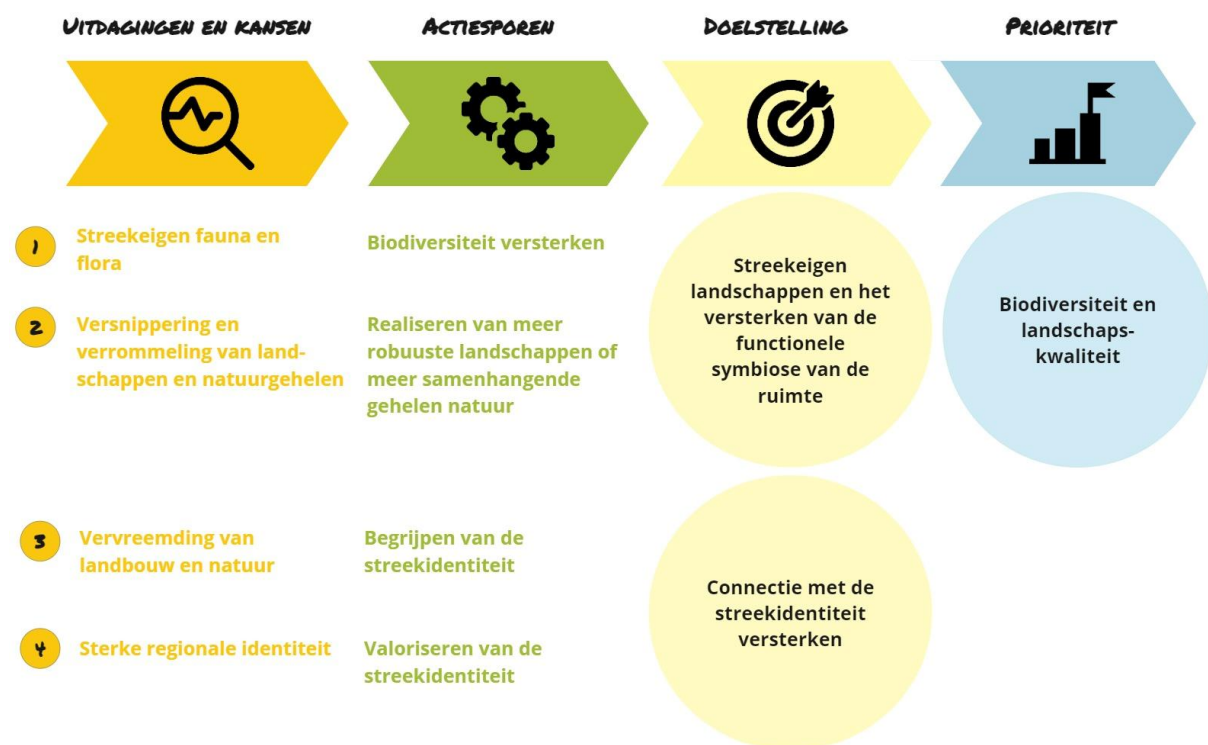 UITDAGINGEN EN KANSEN
ACTIESPOREN
DOELSTELLING
PRIORITEIT
1
Streekeigen fauna en
flora
Biodiversiteit versterken
2
Versnippering en
verrommeling van land-
schappen en natuurgehelen
Realiseren van meer
robuuste landschappen of
meer samenhangende
gehelen natuur
Streekeigen
landschappen en het
versterken van de
functionele
symbiose van de
ruimte
Biodiversiteit en
landschaps-
kwaliteit
3
Vervreemding van
landbouw en natuur
Begrijpen van de
streekidentiteit
4
Sterke regionale identiteit
Valoriseren van de
streekidentiteit
Connectie met de
streekidentiteit
versterken